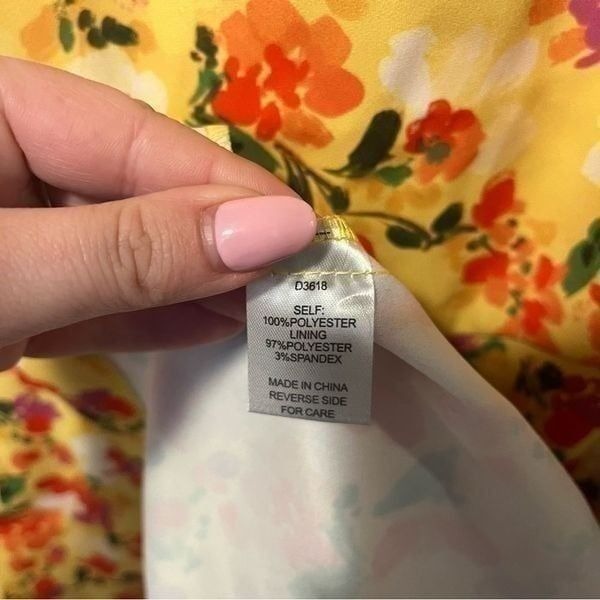 D3618
SELF:
100%POLYESTER
LINING
97%POLYESTER
3%SPANDEX
MADE IN CHINA
REVERSE SIDE
FOR CARE